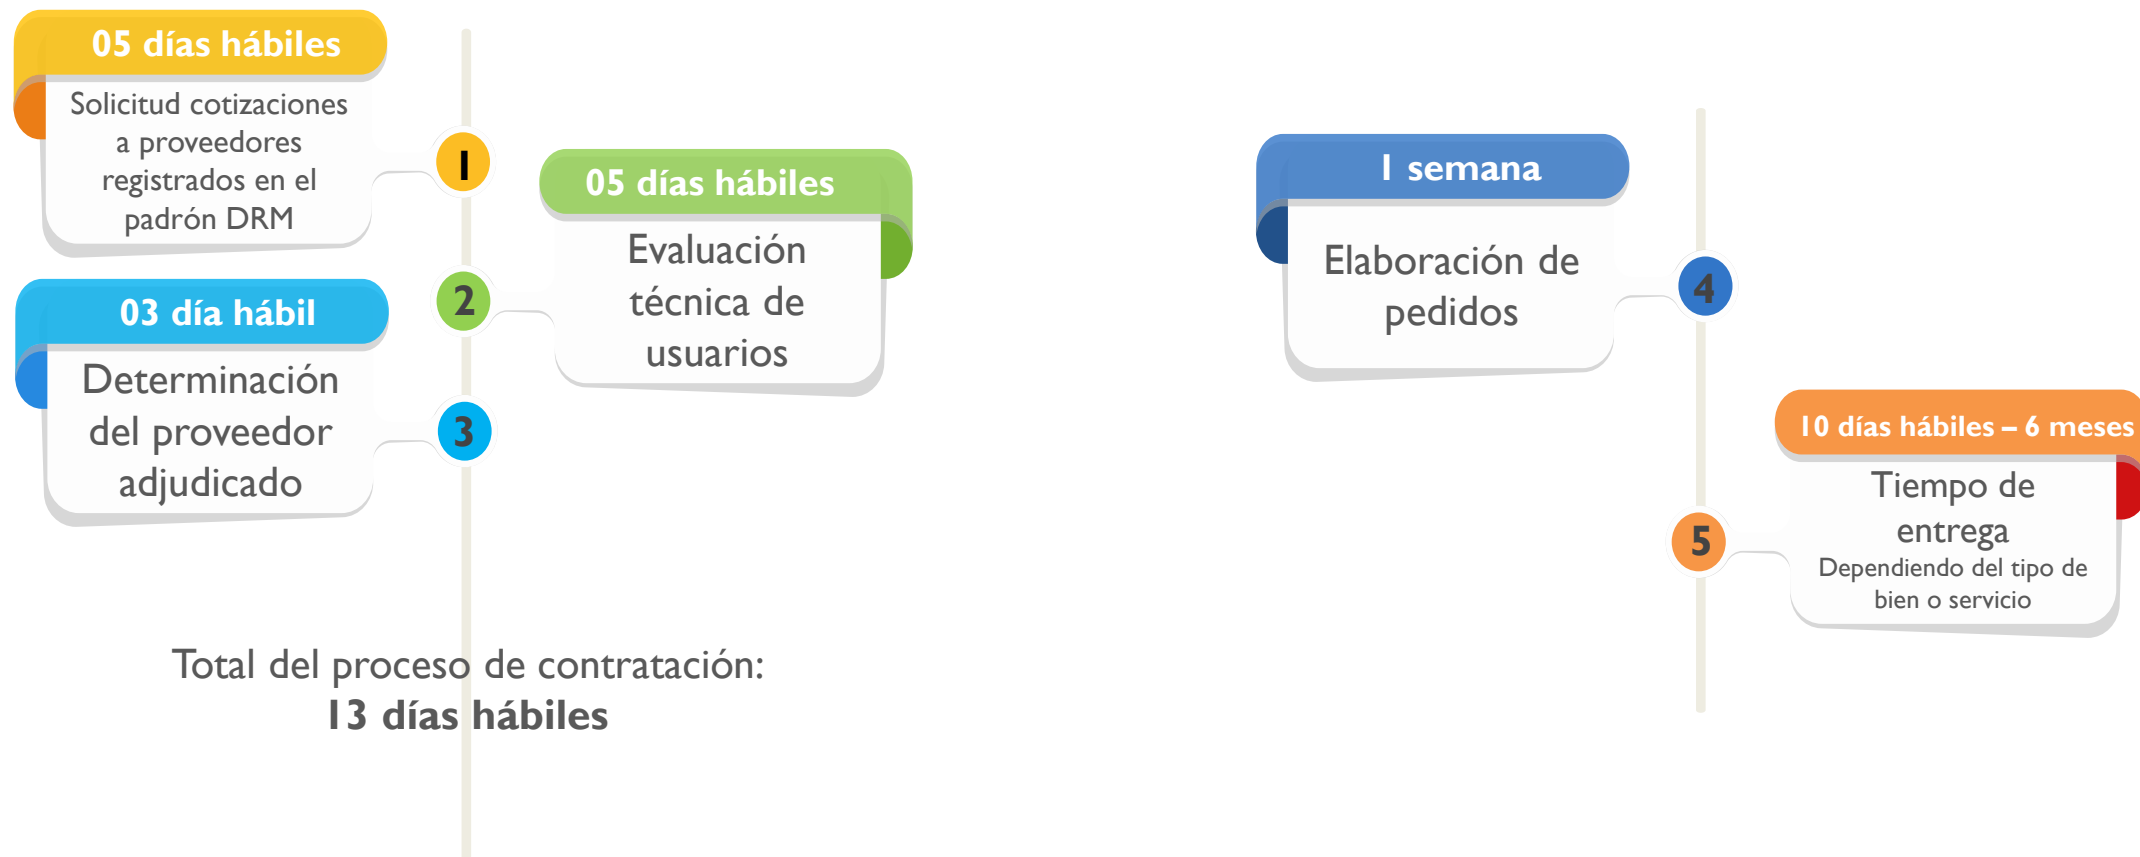 05 días hábiles
Solicitud cotizaciones
a proveedores
registrados en el
padrón DRM
1
05 días hábiles
Evaluación
técnica de
usuarios
2
03 día hábil
Determinación
del proveedor
adjudicado
3
Total del proceso de contratación:
13 días hábiles
1 semana
Elaboración de
pedidos
4
10 días hábiles – 6 meses
Tiempo de
entrega
Dependiendo del tipo de
bien o servicio
5